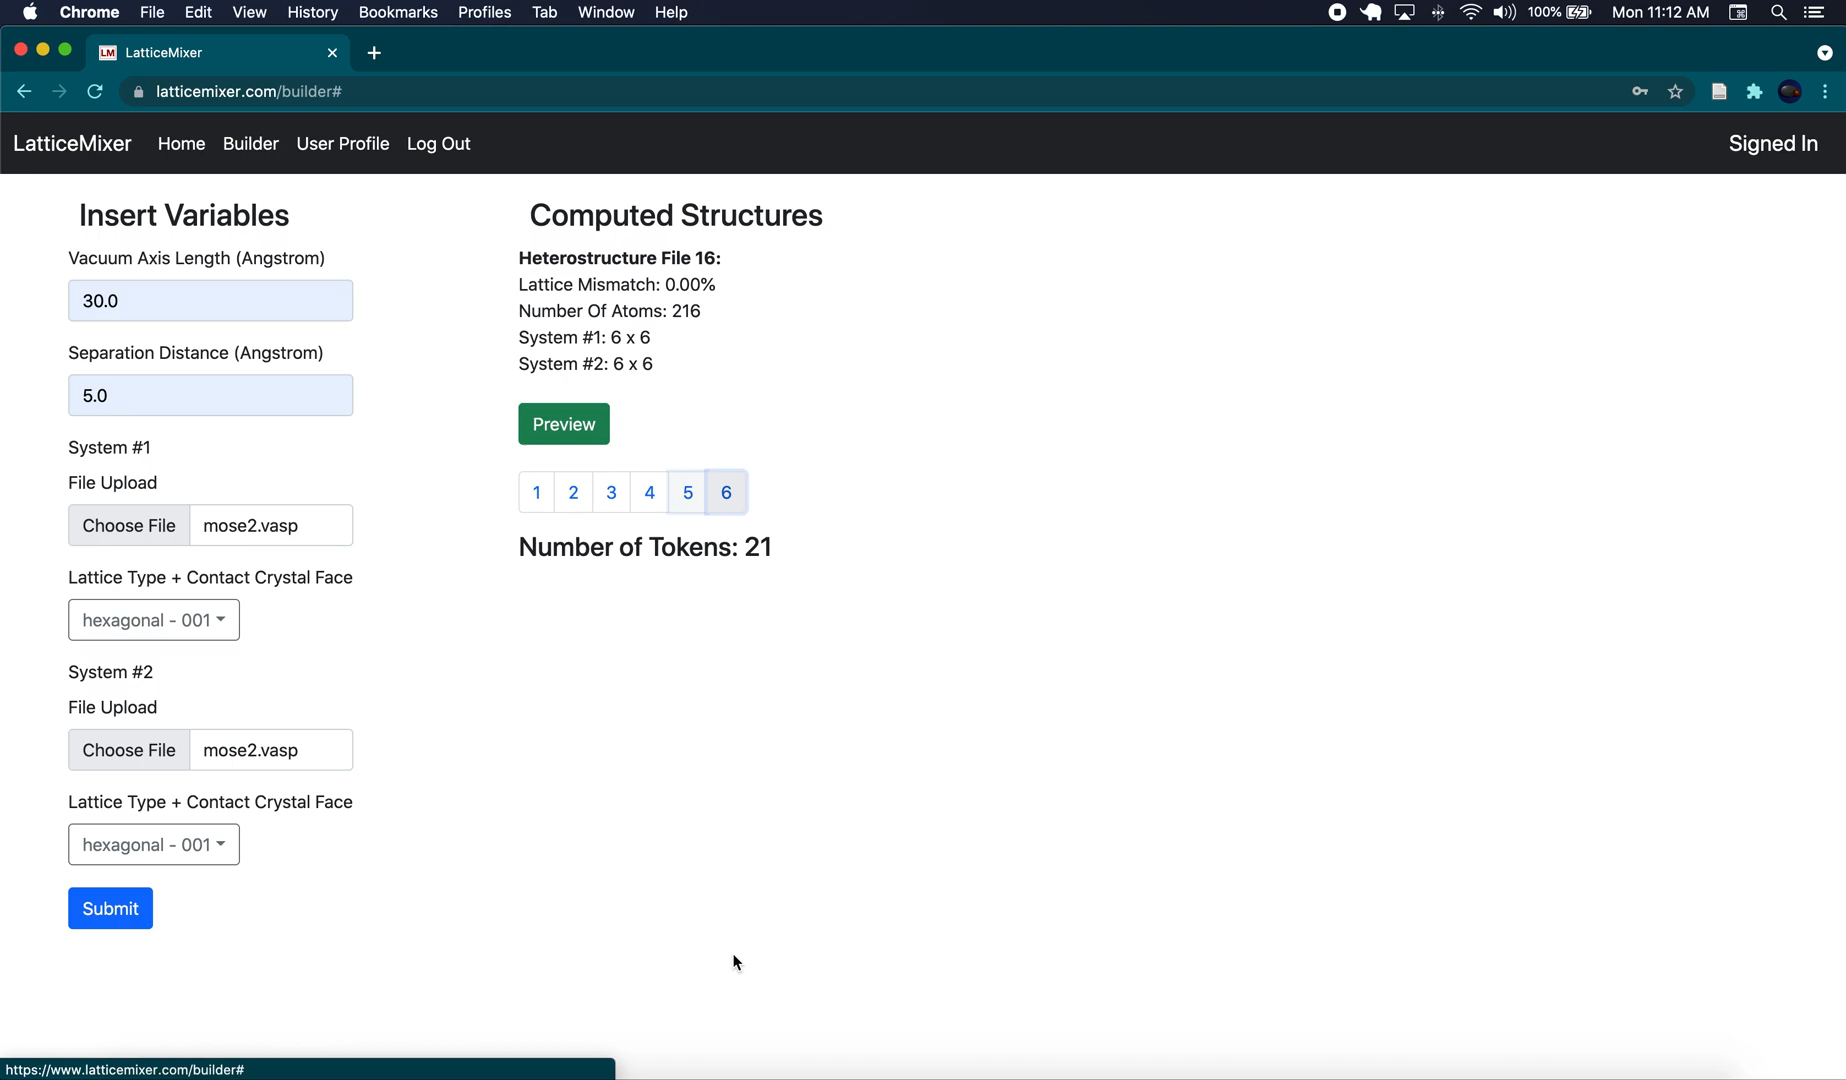 Chrome File Edit View History Bookmarks Profiles Tab Window Help 100% Mon 11:12 AM
LM LatticeMixer
latticemixer.com/builder#
LatticeMixer Home Builder User Profile Log Out Signed In
Insert Variables
Vacuum Axis Length (Angstrom)
30.0
Separation Distance (Angstrom)
5.0
System #1
File Upload
Choose File mose2.vasp
Lattice Type + Contact Crystal Face
hexagonal - 001
System #2
File Upload
Choose File mose2.vasp
Lattice Type + Contact Crystal Face
hexagonal - 001
Submit
Computed Structures
Heterostructure File 16:
Lattice Mismatch: 0.00%
Number Of Atoms: 216
System #1: 6 x 6
System #2: 6 x 6
Preview
1 2 3 4 5 6
Number of Tokens: 21
https://www.latticemixer.com/builder#